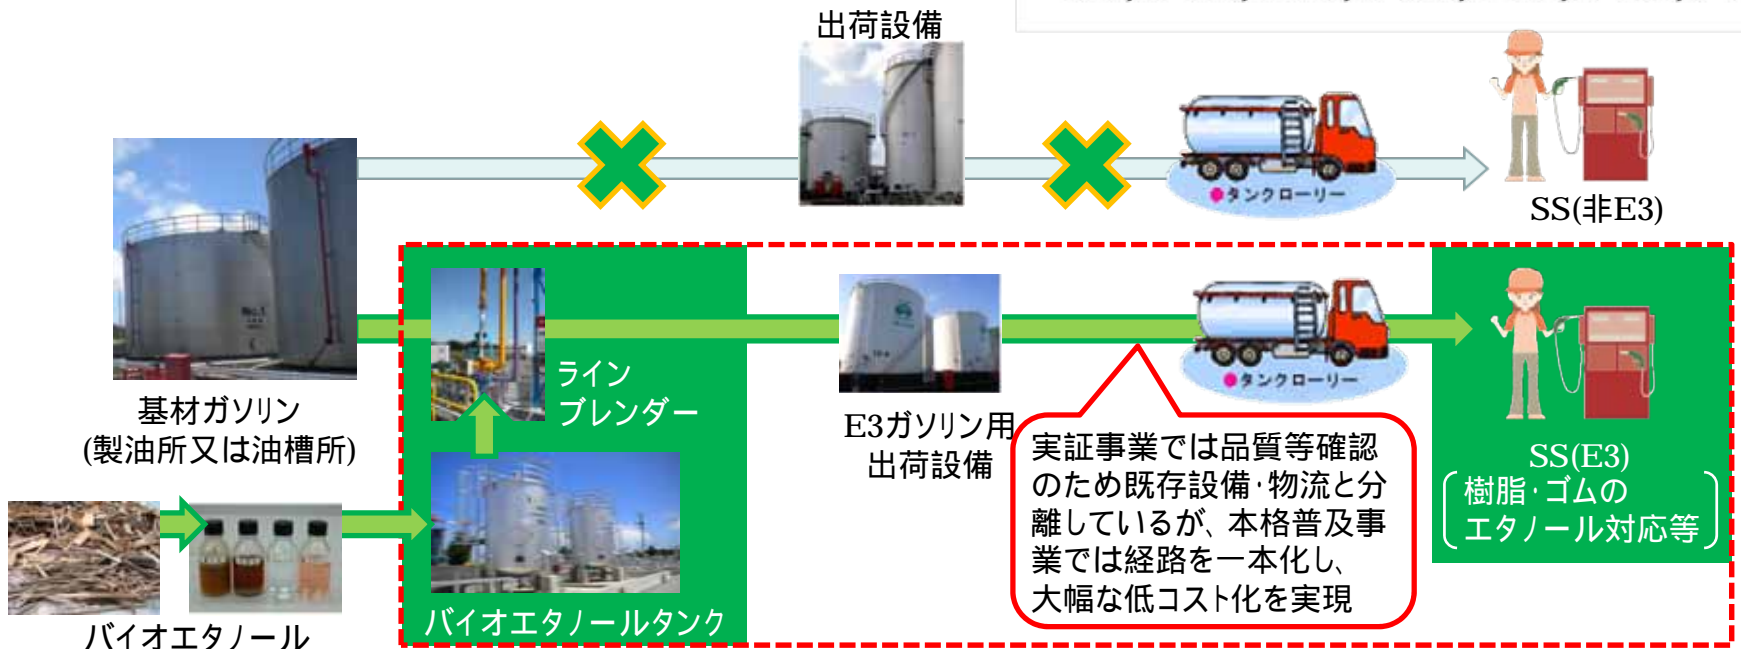 出荷設備
●タンクローリー
SS(非E3)
基材ガソリン
(製油所又は油槽所)
ライン
ブレンダー
E3ガソリン用
出荷設備
●タンクローリー
実証事業では品質等確認
のため既存設備・物流と分
離しているが、本格普及事
業では経路を一本化し、
大幅な低コスト化を実現
SS(E3)
樹脂・ゴムの
エタノール対応等
バイオエタノールタンク
バイオエタノール